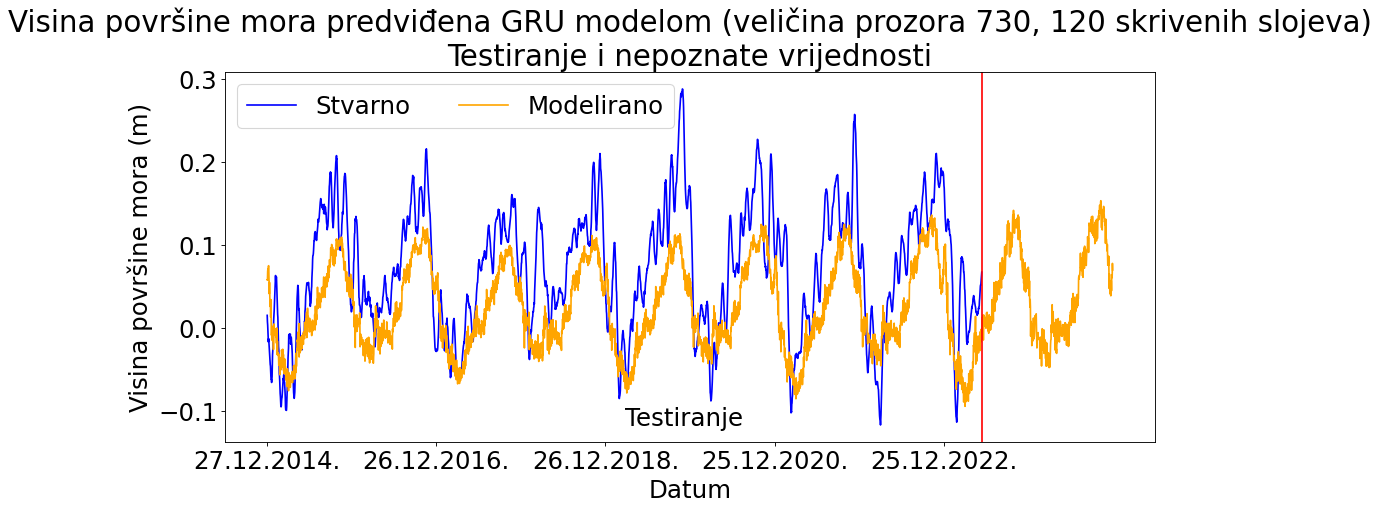 Visina površine mora predviđena GRU modelom (veličina prozora 730, 120 skrivenih slojeva)
Testiranje i nepoznate vrijednosti
Stvarno
Modelirano
Visina površine mora (m)
0.3
0.2
0.1
0.0
−0.1
Testiranje
27.12.2014.
26.12.2016.
26.12.2018.
25.12.2020.
25.12.2022.
Datum